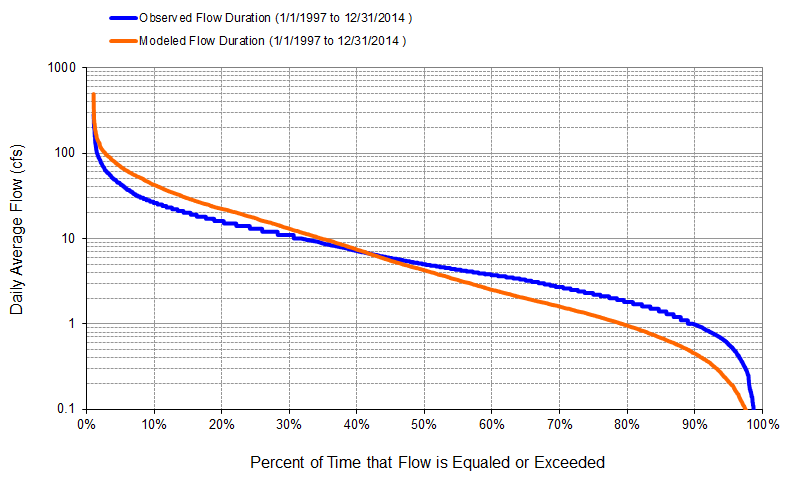 Observed Flow Duration (1/1/1997 to 12/31/2014 )
Modeled Flow Duration (1/1/1997 to 12/31/2014 )
1000
100
10
1
0.1
Daily Average Flow (cfs)
0% 10% 20% 30% 40% 50% 60% 70% 80% 90% 100%
Percent of Time that Flow is Equaled or Exceeded